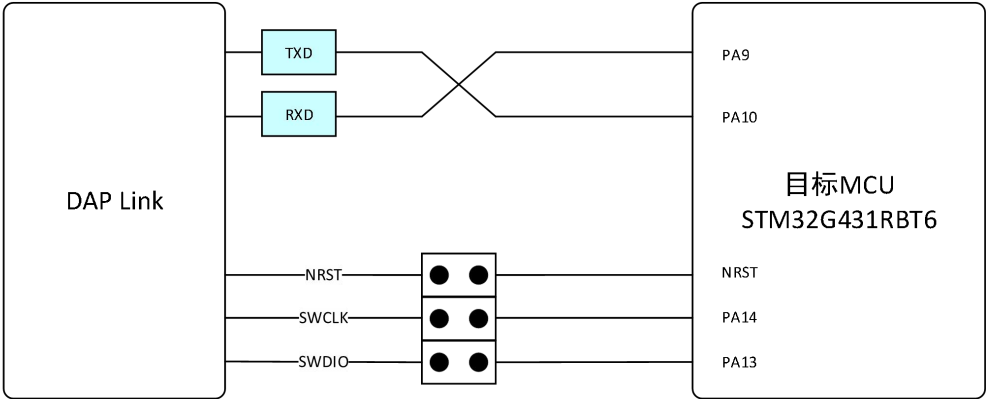 TXD
PA9
RXD
PA10
DAP Link
目标MCU
STM32G431RBT6
NRST
NRST
SWCLK
PA14
SWDIO
PA13